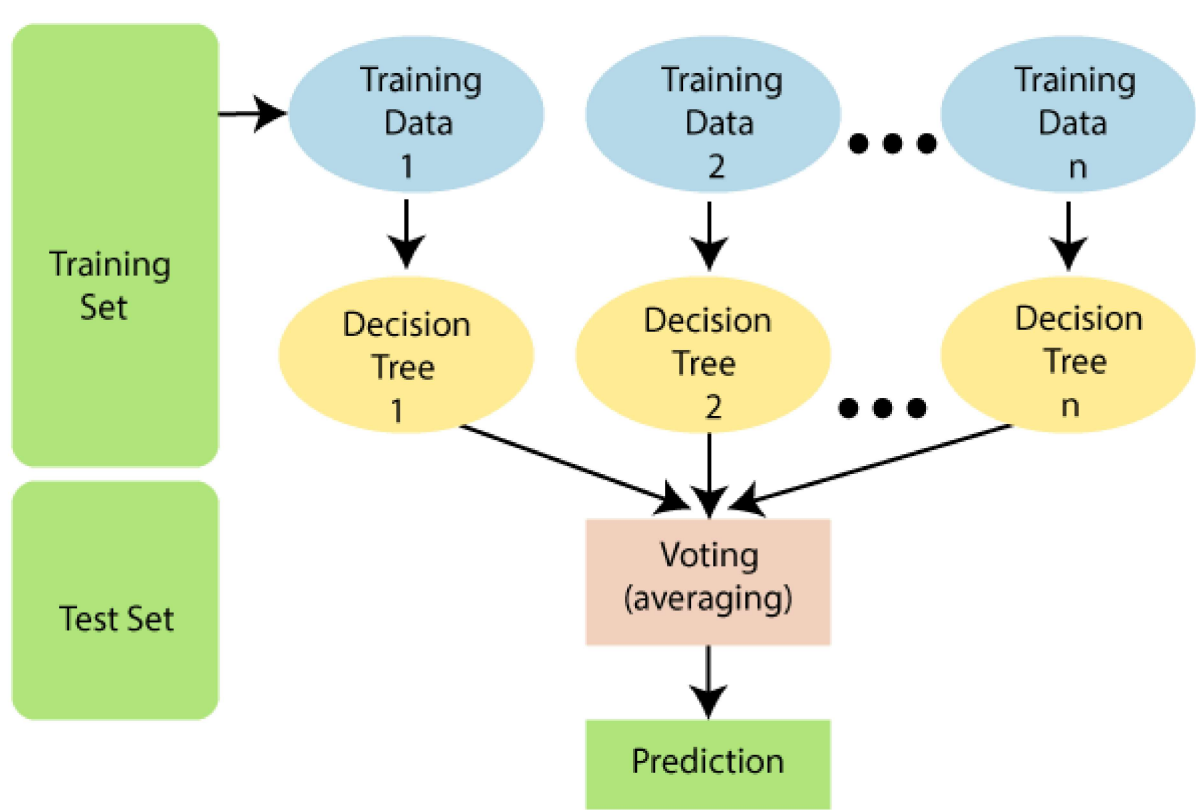 Training
Set
Training
Data
1
Training
Data
2
Training
Data
n
Decision
Tree
1
Decision
Tree
2
Decision
Tree
n
Test Set
Voting
(averaging)
Prediction